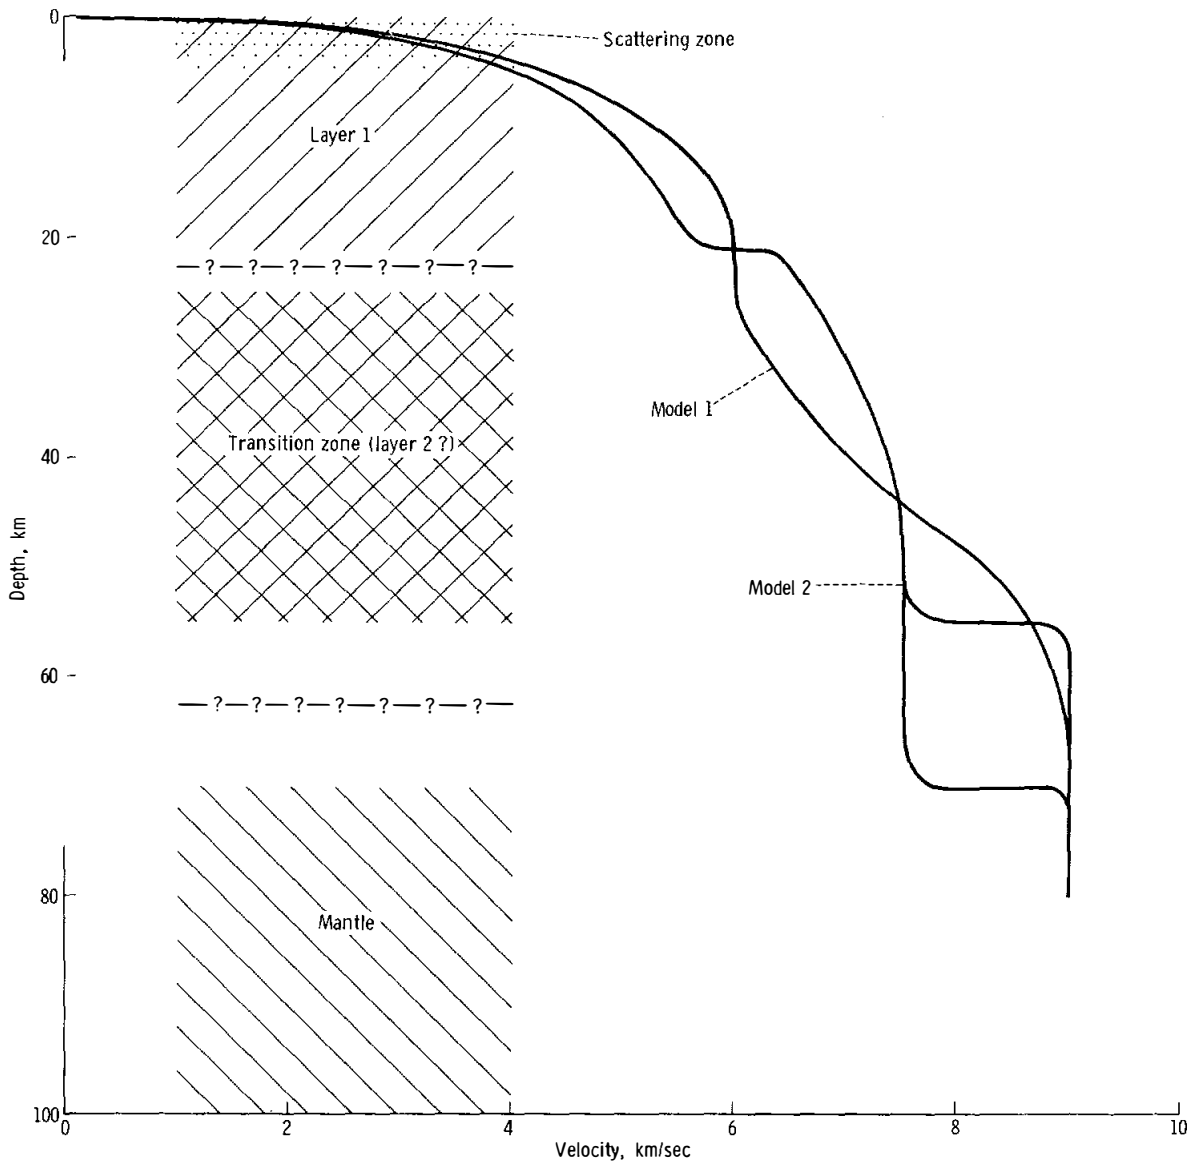 0
Scattering zone
Layer 1
20
— ? — ? — ? — ? — ? — ? — ? —
Model 1
Transition zone (layer 2 ?)
40
Depth, km
Model 2
60
— ? — ? — ? — ? — ? — ? — ? —
80
Mantle
100
0 2 4 6 8 10
Velocity, km/sec